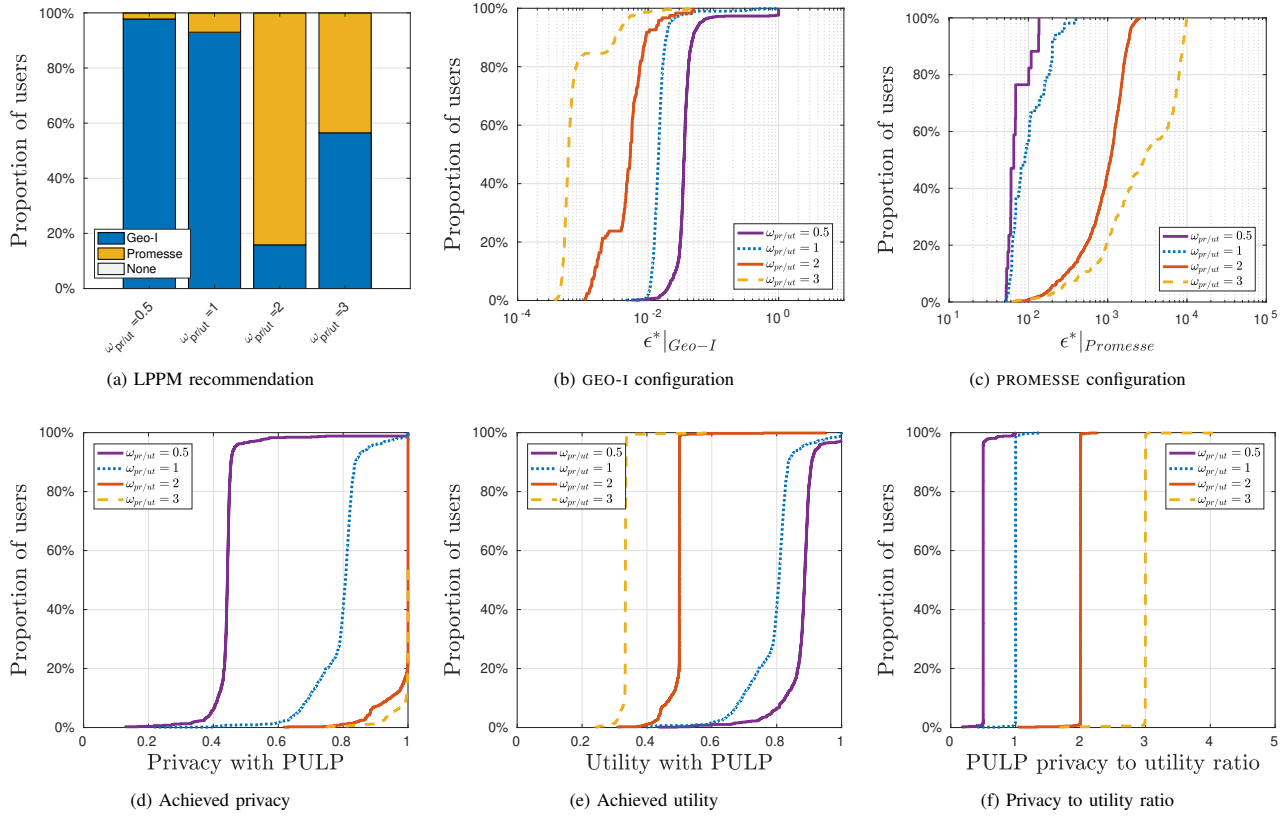 Proportion of users
100%
80%
60%
40%
20%
0%
Geo-I
Promesse
None
ω_pr/ut =0.5
ω_pr/ut =1
ω_pr/ut =2
ω_pr/ut =3
(a) LPPM recommendation
Proportion of users
100%
80%
60%
40%
20%
0%
ω_pr/ut = 0.5
ω_pr/ut = 1
ω_pr/ut = 2
ω_pr/ut = 3
10^-4
10^-2
10^0
ϵ*|_Geo−I
(b) GEO-I configuration
Proportion of users
100%
80%
60%
40%
20%
0%
ω_pr/ut = 0.5
ω_pr/ut = 1
ω_pr/ut = 2
ω_pr/ut = 3
10^1
10^2
10^3
10^4
10^5
ϵ*|_Promesse
(c) PROMESSE configuration
Proportion of users
100%
80%
60%
40%
20%
0%
ω_pr/ut = 0.5
ω_pr/ut = 1
ω_pr/ut = 2
ω_pr/ut = 3
0 0.2 0.4 0.6 0.8 1
Privacy with PULP
(d) Achieved privacy
Proportion of users
100%
80%
60%
40%
20%
0%
ω_pr/ut = 0.5
ω_pr/ut = 1
ω_pr/ut = 2
ω_pr/ut = 3
0 0.2 0.4 0.6 0.8 1
Utility with PULP
(e) Achieved utility
Proportion of users
100%
80%
60%
40%
20%
0%
ω_pr/ut = 0.5
ω_pr/ut = 1
ω_pr/ut = 2
ω_pr/ut = 3
0 1 2 3 4 5
PULP privacy to utility ratio
(f) Privacy to utility ratio